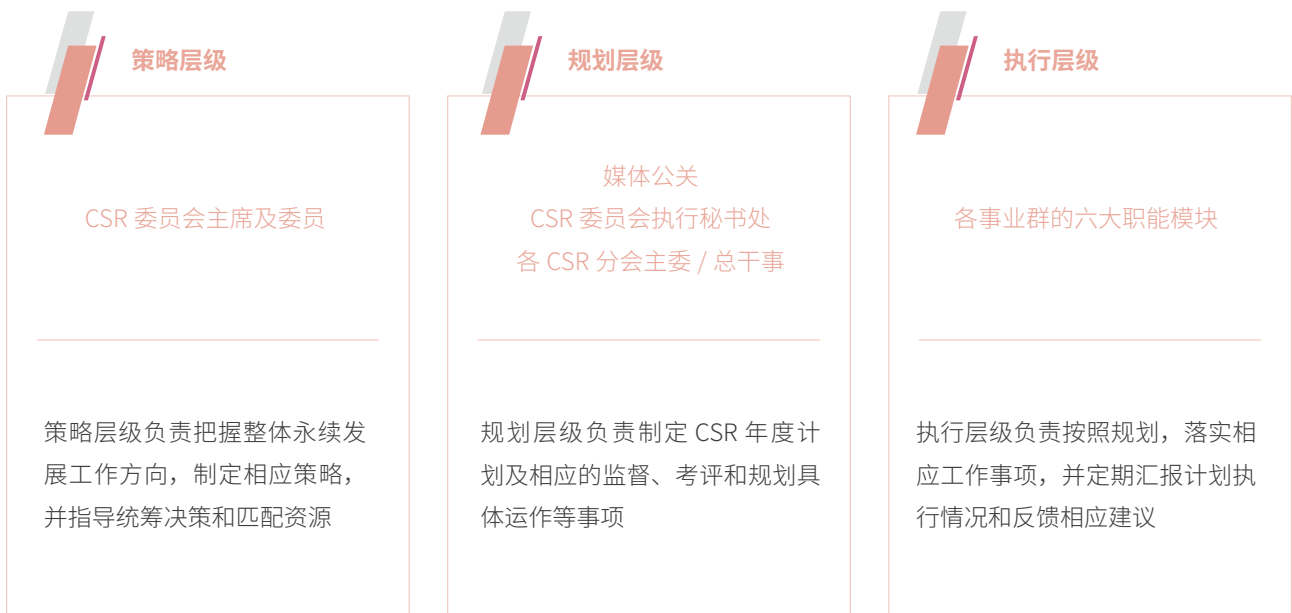 策略层级
CSR 委员会主席及委员
策略层级负责把握整体永续发
展工作方向，制定相应策略，
并指导统筹决策和匹配资源
规划层级
媒体公关
CSR 委员会执行秘书处
各 CSR 分会主委 / 总干事
规划层级负责制定 CSR 年度计
划及相应的监督、考评和规划具
体运作等事项
执行层级
各事业群的六大职能模块
执行层级负责按照规划，落实相
应工作事项，并定期汇报计划执
行情况和反馈相应建议